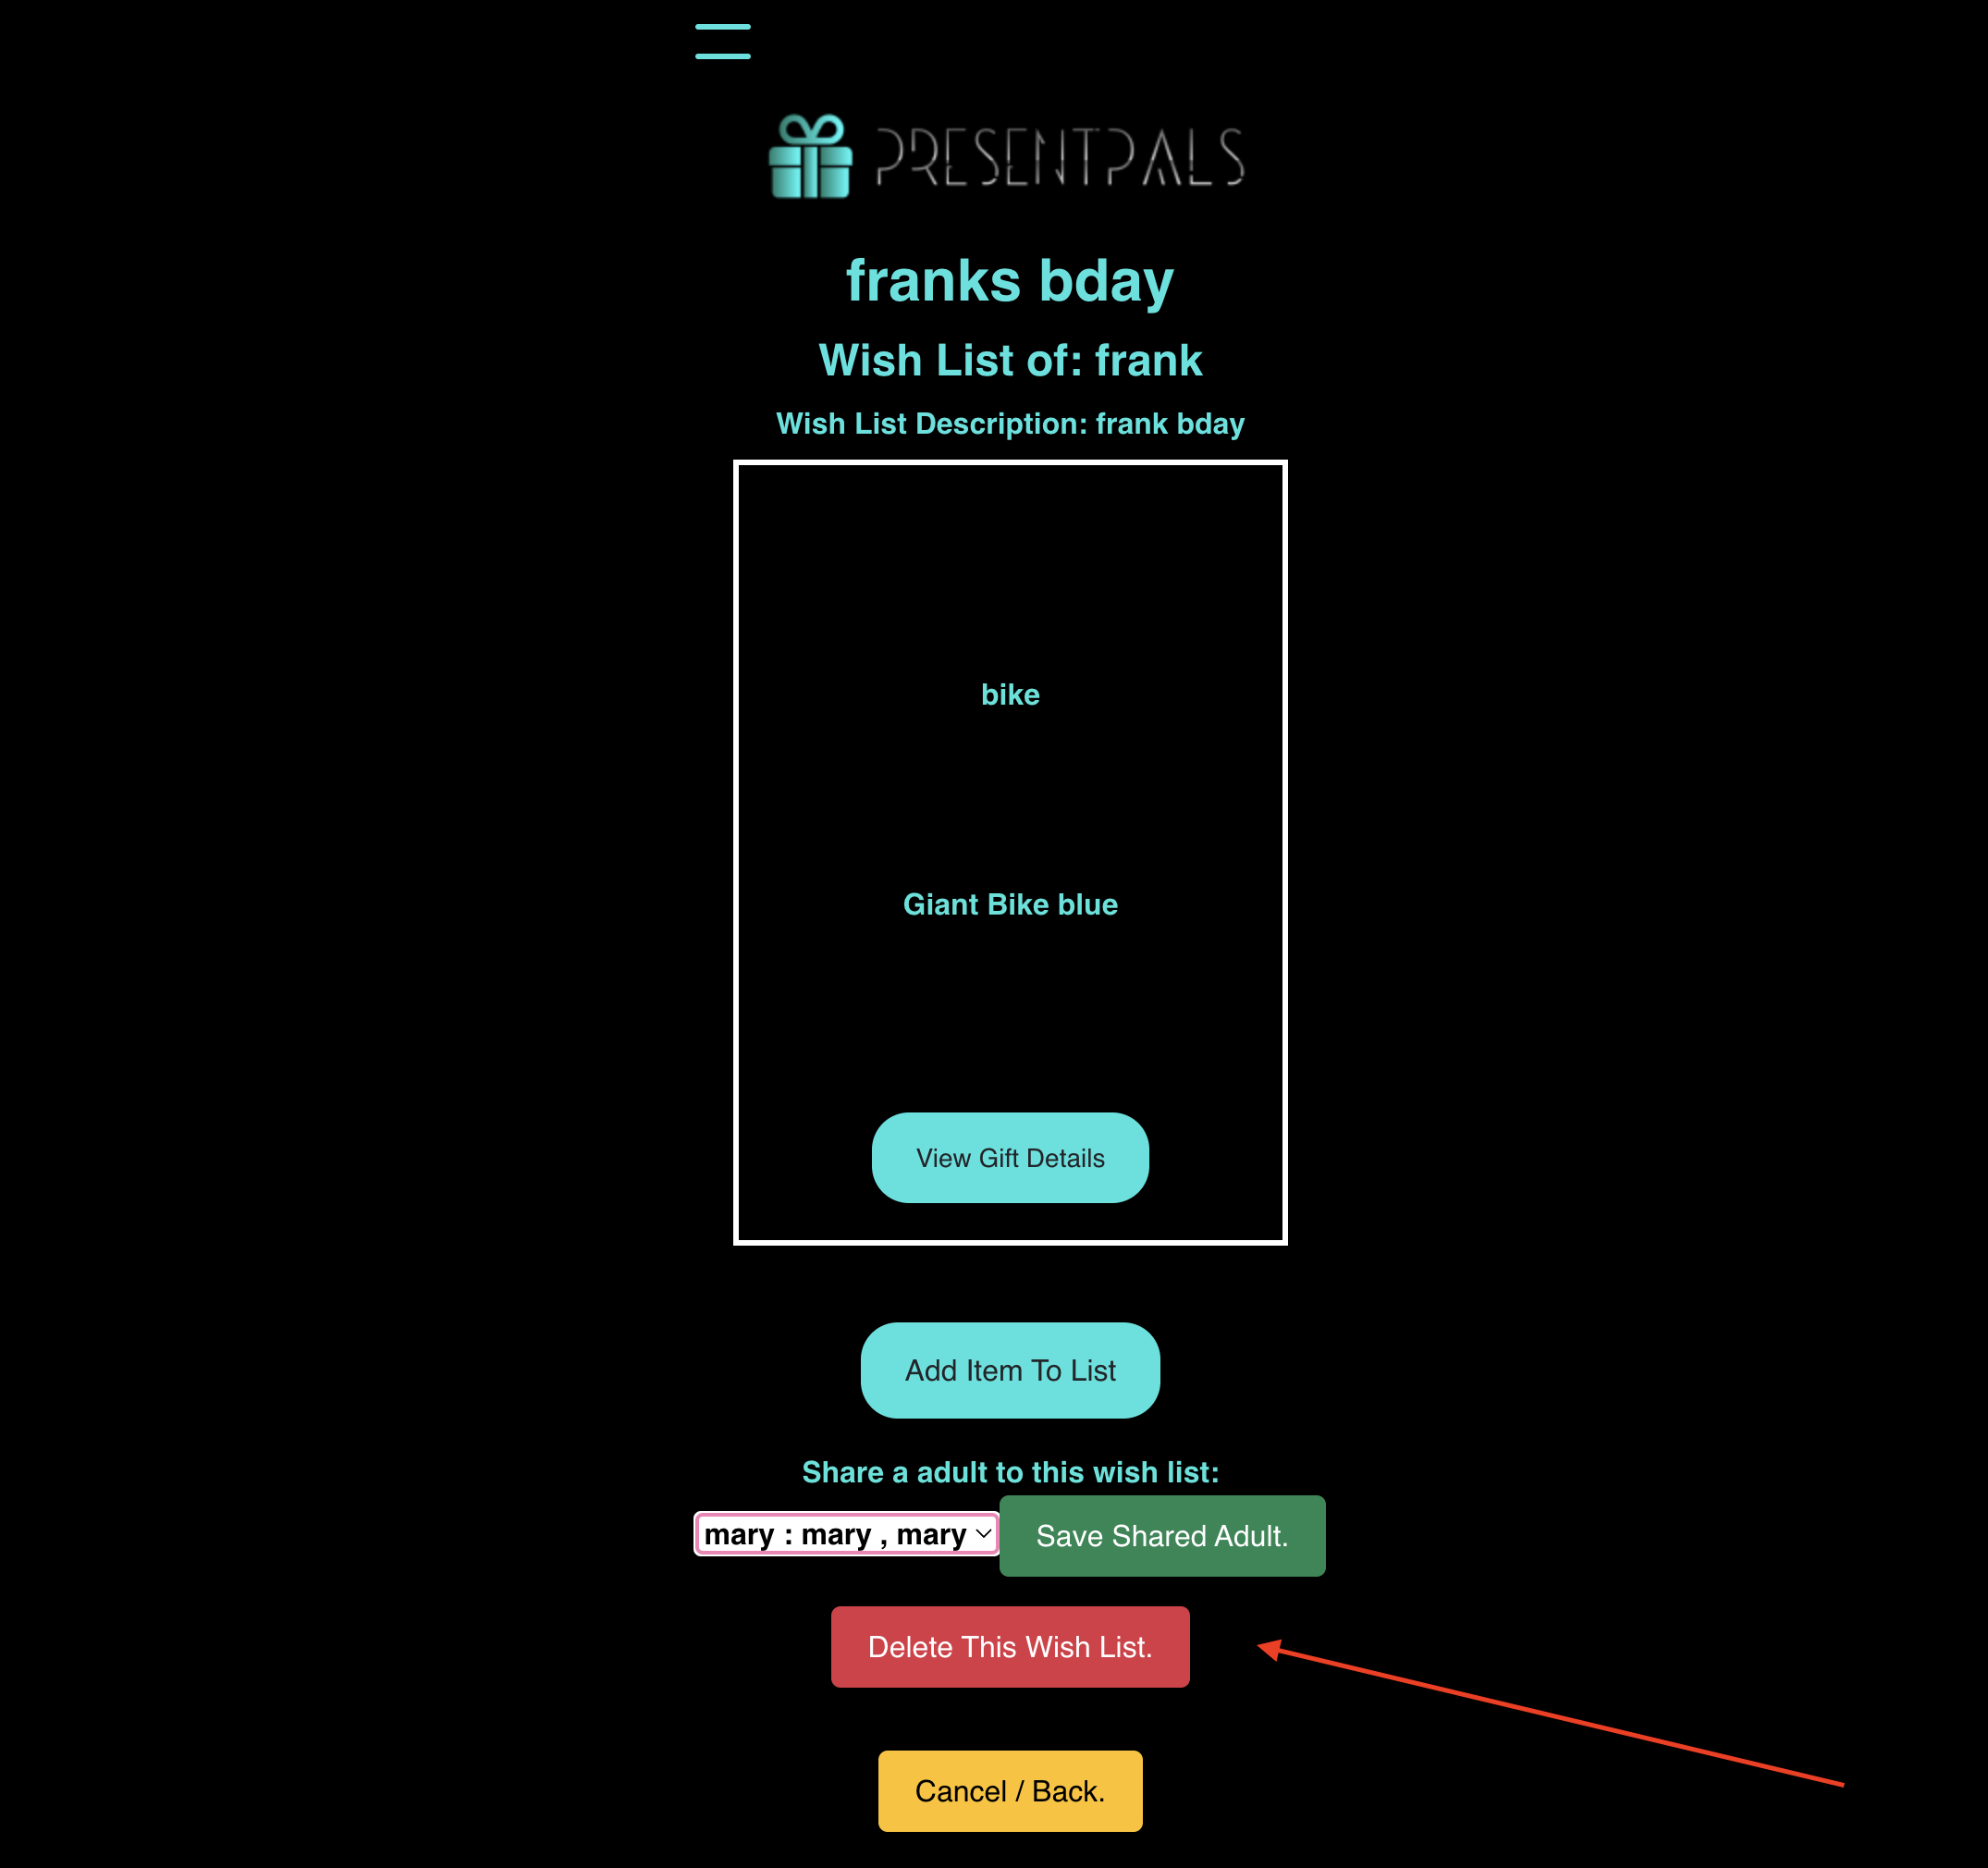 PRESENTPALS
franks bday
Wish List of: frank
Wish List Description: frank bday
bike
Giant Bike blue
View Gift Details
Add Item To List
Share a adult to this wish list:
mary : mary , mary
Save Shared Adult.
Delete This Wish List.
Cancel / Back.